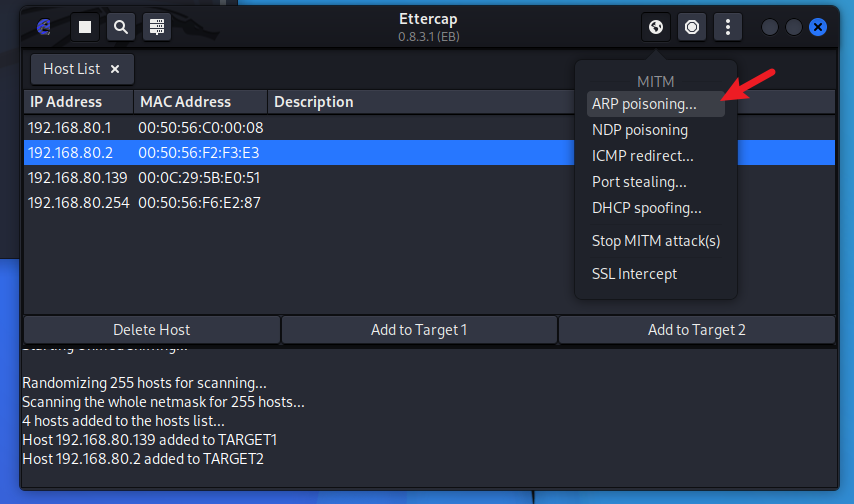 Ettercap
0.8.3.1 (EB)
Host List ×
IP Address MAC Address Description
192.168.80.1 00:50:56:C0:00:08
192.168.80.2 00:50:56:F2:F3:E3
192.168.80.139 00:0C:29:5B:E0:51
192.168.80.254 00:50:56:F6:E2:87
MITM
ARP poisoning...
NDP poisoning
ICMP redirect...
Port stealing...
DHCP spoofing...
Stop MITM attack(s)
SSL Intercept
Delete Host Add to Target 1 Add to Target 2
Randomizing 255 hosts for scanning...
Scanning the whole netmask for 255 hosts...
4 hosts added to the hosts list...
Host 192.168.80.139 added to TARGET1
Host 192.168.80.2 added to TARGET2